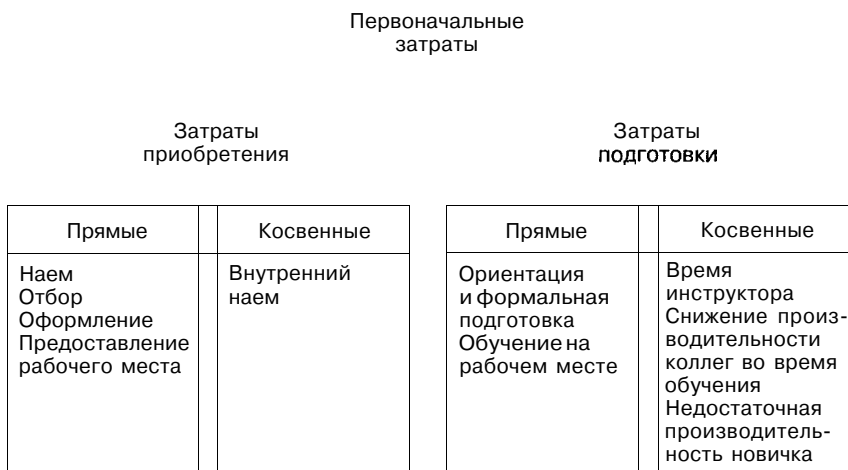 Первоначальные
затраты
Затраты
приобретения
Затраты
подготовки
Прямые
Косвенные
Наем
Отбор
Оформление
Предоставление
рабочего места
Внутренний
наем
Прямые
Косвенные
Ориентация
и формальная
подготовка
Обучение на
рабочем месте
Время
инструктора
Снижение произ-
водительности
коллег во время
обучения
Недостаточная
производитель-
ность новичка